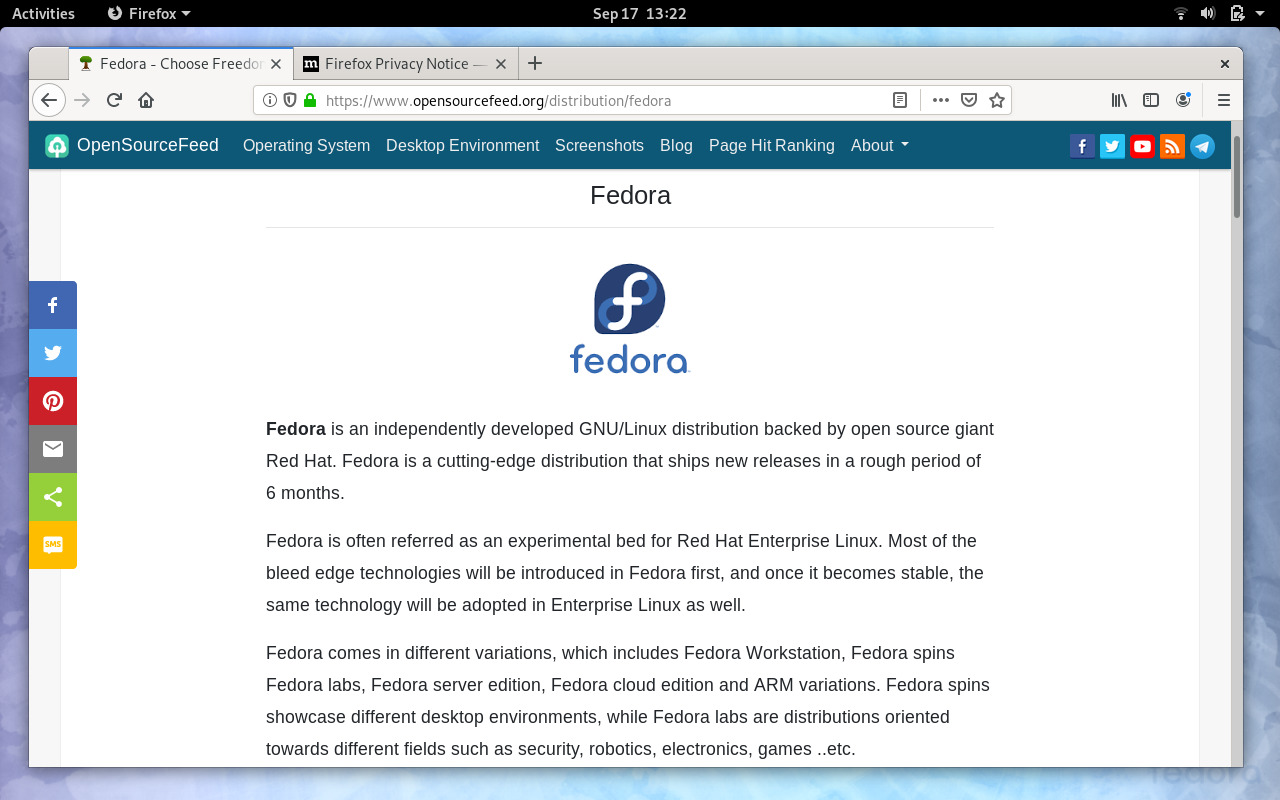 Activities Firefox Sep 17 13:22
Fedora - Choose Freedor Firefox Privacy Notice —
https://www.opensourcefeed.org/distribution/fedora
OpenSourceFeed Operating System Desktop Environment Screenshots Blog Page Hit Ranking About
Fedora
fedora
Fedora is an independently developed GNU/Linux distribution backed by open source giant
Red Hat. Fedora is a cutting-edge distribution that ships new releases in a rough period of
6 months.
SMS
Fedora is often referred as an experimental bed for Red Hat Enterprise Linux. Most of the
bleed edge technologies will be introduced in Fedora first, and once it becomes stable, the
same technology will be adopted in Enterprise Linux as well.
Fedora comes in different variations, which includes Fedora Workstation, Fedora spins
Fedora labs, Fedora server edition, Fedora cloud edition and ARM variations. Fedora spins
showcase different desktop environments, while Fedora labs are distributions oriented
towards different fields such as security, robotics, electronics, games ..etc.
fedora